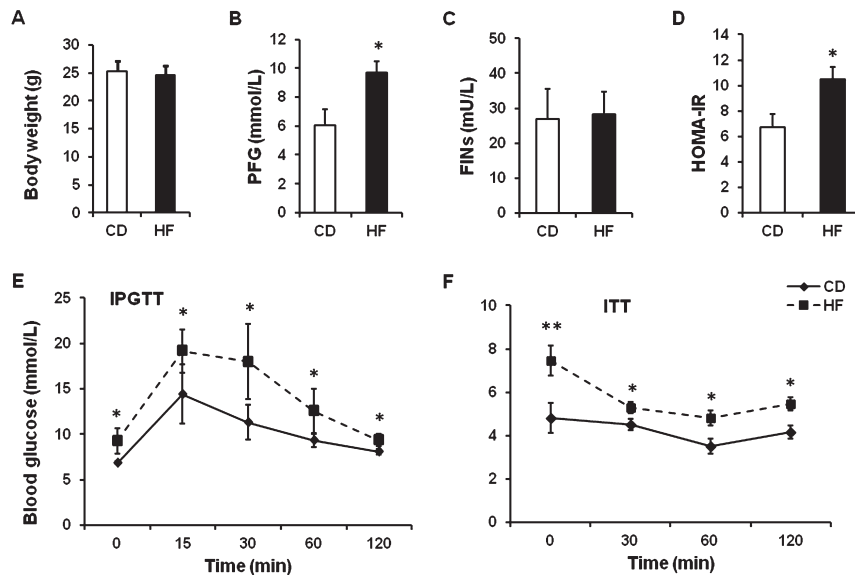 A
Bodyweight (g)
30
25
20
15
10
5
0
CD HF
B
PFG (mmol/L)
12
10
8
6
4
2
0
*
CD HF
C
FINs (mU/L)
50
40
30
20
10
0
CD HF
D
HOMA-IR
14
12
10
8
6
4
2
0
*
CD HF
E
IPGTT
Blood glucose (mmol/L)
25
20
15
10
5
0
* * * * *
0 15 30 60 120
Time (min)
F
ITT
CD
HF
10
8
6
4
2
0
** * * *
0 30 60 120
Time (min)